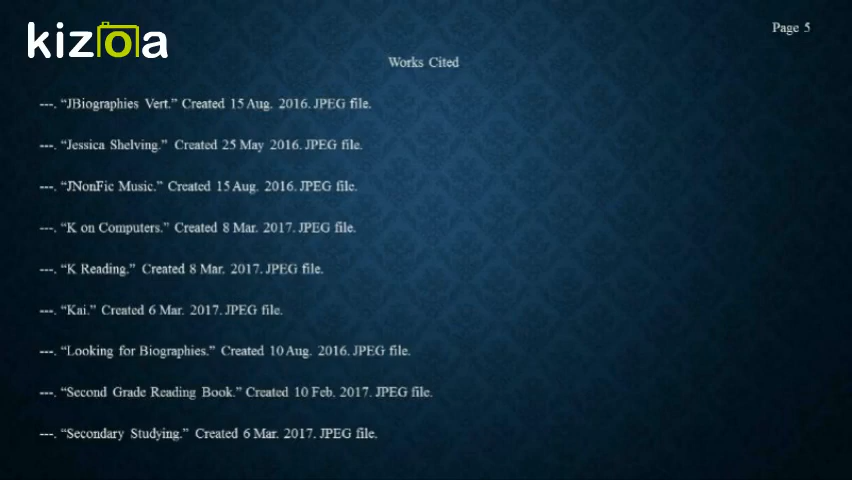 kizoa
Page 5
Works Cited
---. “JBiographies Vert.” Created 15 Aug. 2016. JPEG file.
---. “Jessica Shelving.” Created 25 May 2016. JPEG file.
---. “JNonFic Music.” Created 15 Aug. 2016. JPEG file.
---. “K on Computers.” Created 8 Mar. 2017. JPEG file.
---. “K Reading.” Created 8 Mar. 2017. JPEG file.
---. “Kai.” Created 6 Mar. 2017. JPEG file.
---. “Looking for Biographies.” Created 10 Aug. 2016. JPEG file.
---. “Second Grade Reading Book.” Created 10 Feb. 2017. JPEG file.
---. “Secondary Studying.” Created 6 Mar. 2017. JPEG file.